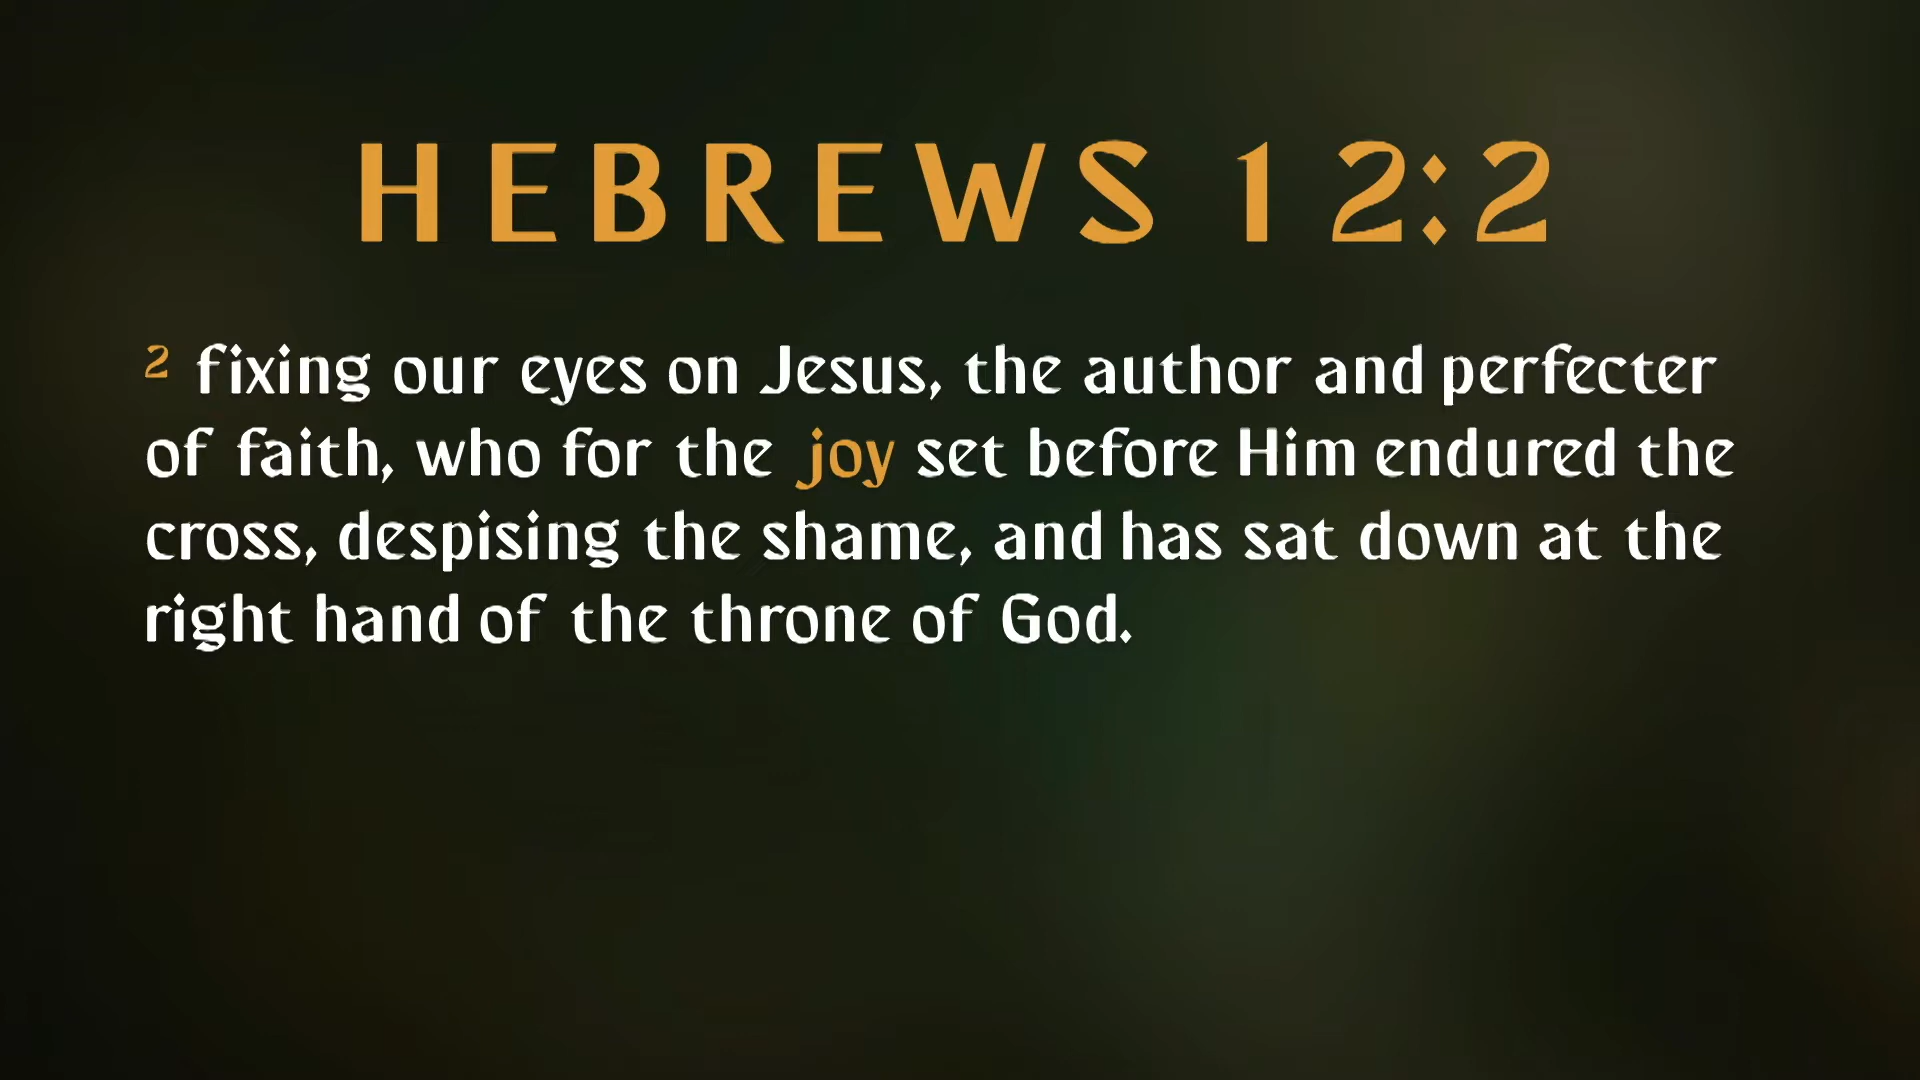 HEBREWS 12:2
2 fixing our eyes on Jesus, the author and perfecter
of faith, who for the joy set before Him endured the
cross, despising the shame, and has sat down at the
right hand of the throne of God.